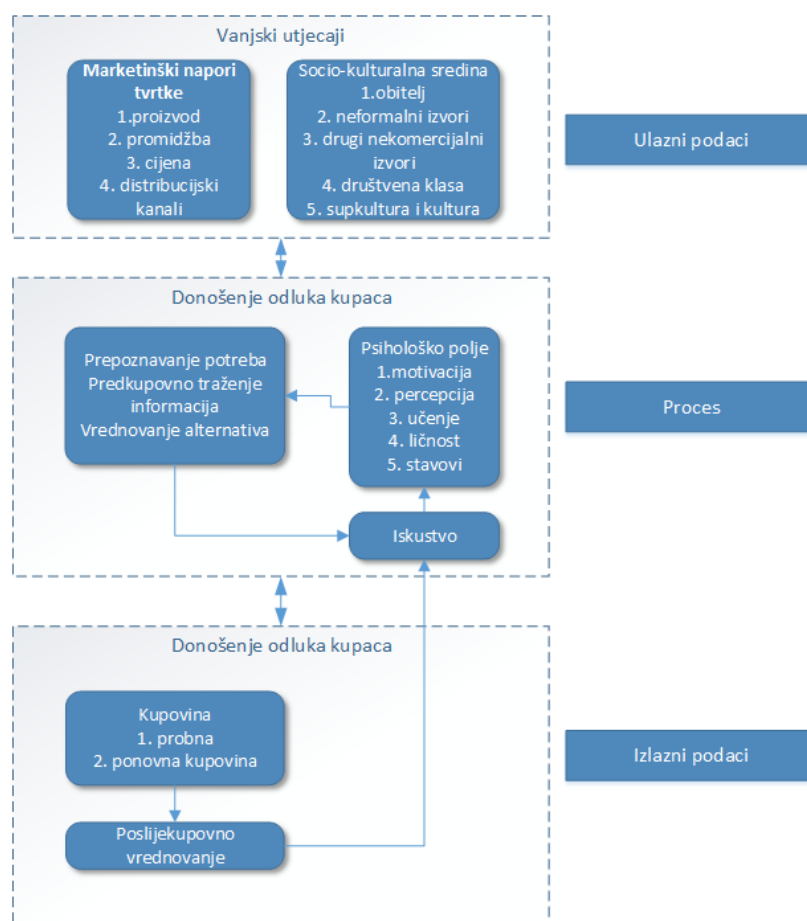 Vanjski utjecaji
Marketinški napori
tvrtke
1.proizvod
2. promidžba
3. cijena
4. distribucijski
kanali
Socio-kulturalna sredina
1.obitelj
2. neformalni izvori
3. drugi nekomercijalni
izvori
4. društvena klasa
5. supkultura i kultura
Ulazni podaci
Donošenje odluka kupaca
Prepoznavanje potreba
Predkupovno traženje
informacija
Vrednovanje alternativa
Psihološko polje
1.motivacija
2. percepcija
3. učenje
4. ličnost
5. stavovi
Iskustvo
Proces
Donošenje odluka kupaca
Kupovina
1. probna
2. ponovna kupovina
Poslijekupovno
vrednovanje
Izlazni podaci